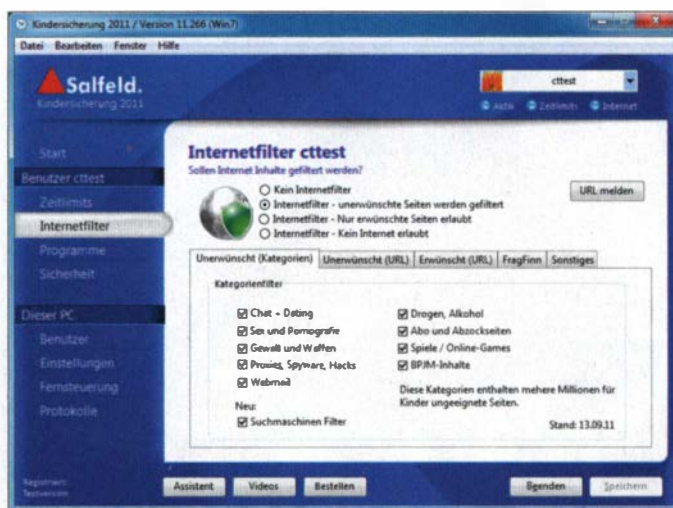 Kindersicherung 2011 / Version 11.266 (Win7)
Datei Bearbeiten Fenster Hilfe
Salfeld.
Kindersicherung 2011
cttest
Aktiv Zeitlimits Internet
Start
Benutzer cttest
Zeitlimits
Internetfilter
Programme
Sicherheit
Dieser PC
Benutzer
Einstellungen
Fernsteuerung
Protokolle
Registriert:
Testversion
Internetfilter cttest
Sollen Internet Inhalte gefiltert werden?
Kein Internetfilter
Internetfilter - unerwünschte Seiten werden gefiltert
Internetfilter - Nur erwünschte Seiten erlaubt
Internetfilter - Kein Internet erlaubt
URL melden
Unerwünscht (Kategorien) Unerwünscht (URL) Erwünscht (URL) FragFinn Sonstiges
Kategorienfilter
Chat + Dating
Sex und Pornografie
Gewalt und Waffen
Proxies, Spyware, Hacks
Webmail
Neu:
Suchmaschinen Filter
Drogen, Alkohol
Abo und Abzockseiten
Spiele / Online-Games
BPJM-Inhalte
Diese Kategorien enthalten mehere Millionen für
Kinder ungeeignete Seiten.
Stand: 13.09.11
Assistent Videos Bestellen Beenden Speichern